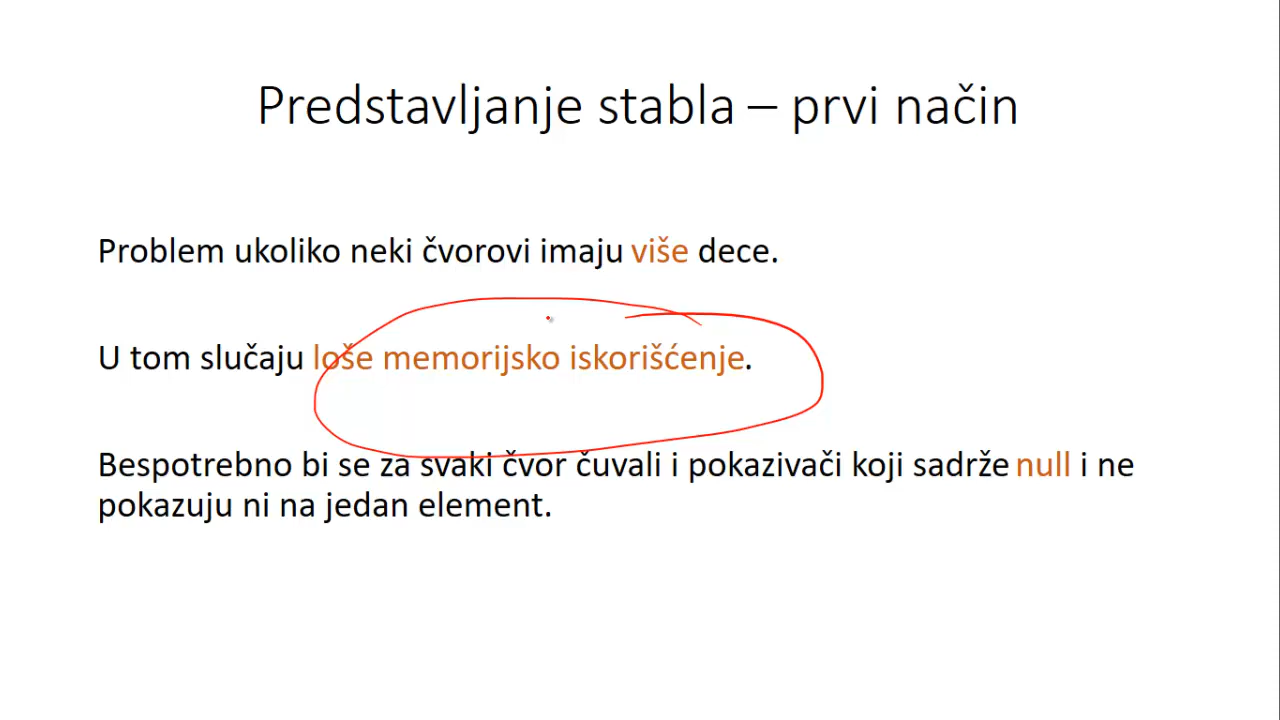 Predstavljanje stabla – prvi način
Problem ukoliko neki čvorovi imaju više dece.
U tom slučaju loše memorijsko iskorišćenje.
Bespotrebno bi se za svaki čvor čuvali i pokazivači koji sadrže null i ne
pokazuju ni na jedan element.